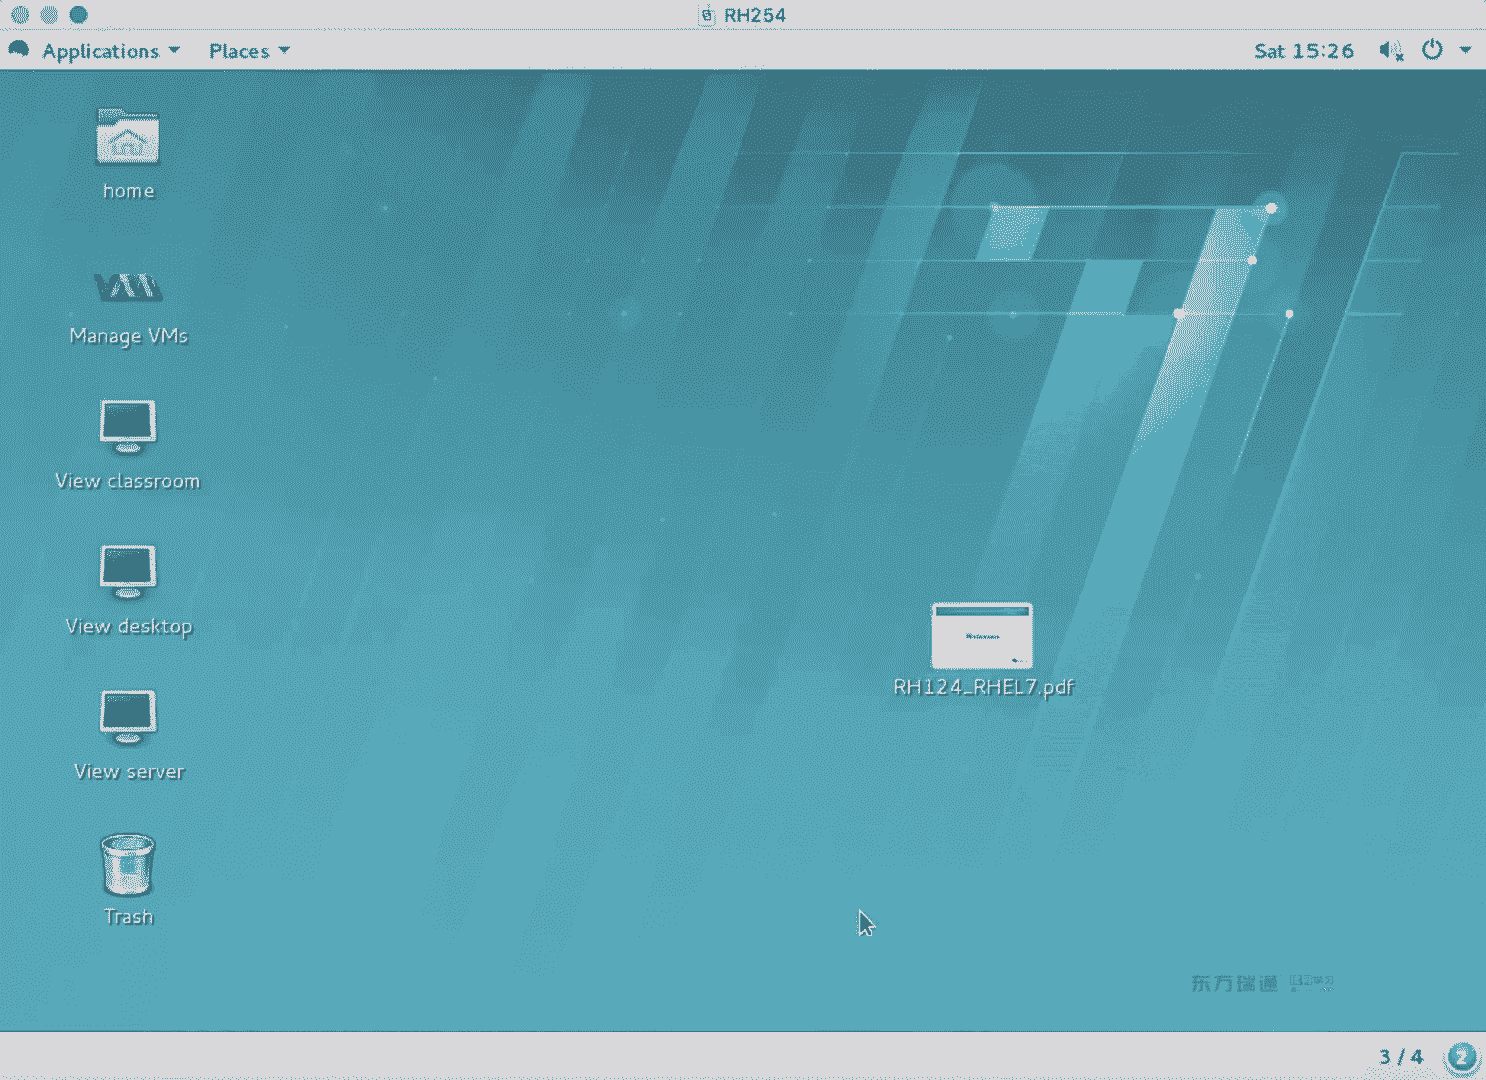 RH254
Applications Places Sat 15:26
home
Manage VMs
View classroom
View desktop
RH124_RHEL7.pdf
View server
Trash
东方瑞通
3 / 4 2